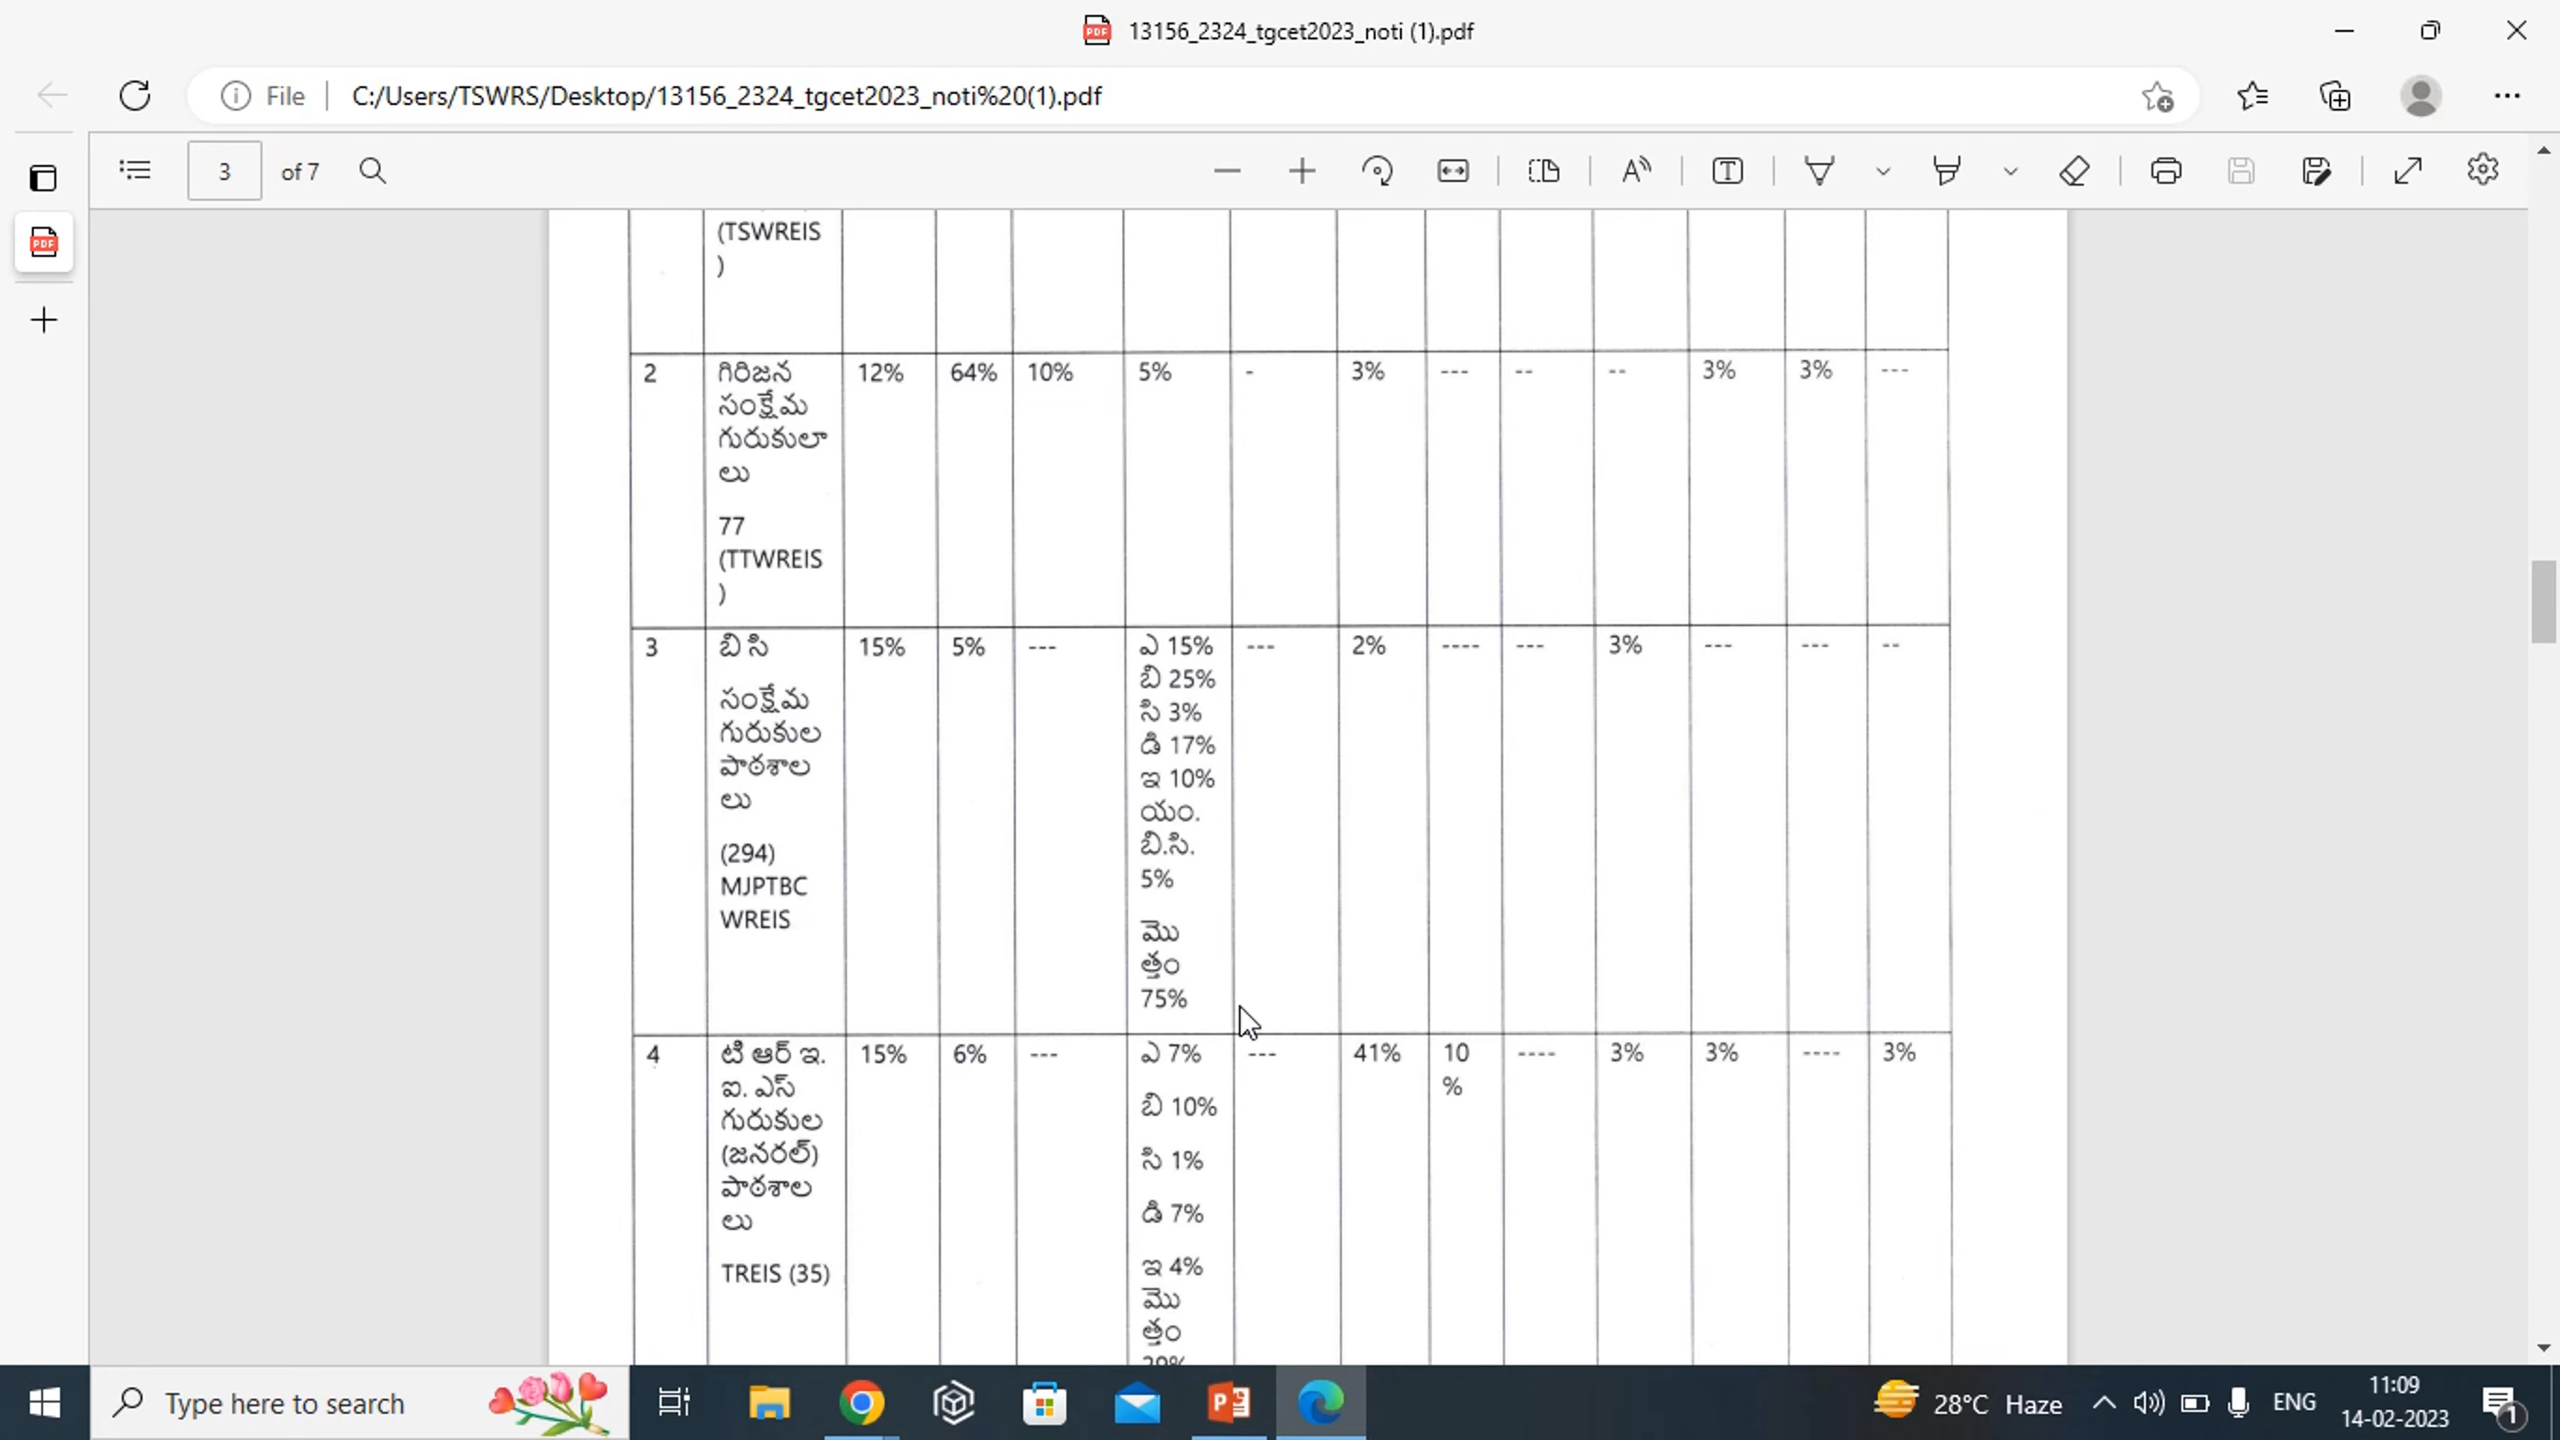 13156_2324_tgcet2023_noti (1).pdf
File C:/Users/TSWRS/Desktop/13156_2324_tgcet2023_noti%20(1).pdf
3 of 7
(TSWREIS
)
2 గిరిజన 12% 64% 10% 5% - 3% --- -- -- 3% 3% ---
సంక్షేమ
గురుకులా
లు
77
(TTWREIS
)
3 బి సి 15% 5% --- ఎ 15% --- 2% ---- --- 3% --- --- --
బి 25%
సంక్షేమ
సి 3%
గురుకుల
డి 17%
పాఠశాల
ఇ 10%
లు
యం.
బి.సి.
(294)
5%
MJPTBC
WREIS
మొ
త్తం
75%
4 టి ఆర్ ఇ. 15% 6% --- ఎ 7% --- 41% 10 ---- 3% 3% ---- 3%
ఐ. ఎస్ %
గురుకుల బి 10%
(జనరల్) సి 1%
పాఠశాల
లు డి 7%
TREIS (35) ఇ 4%
మొ
త్తం
Type here to search 28°C Haze ENG 11:09
14-02-2023
1